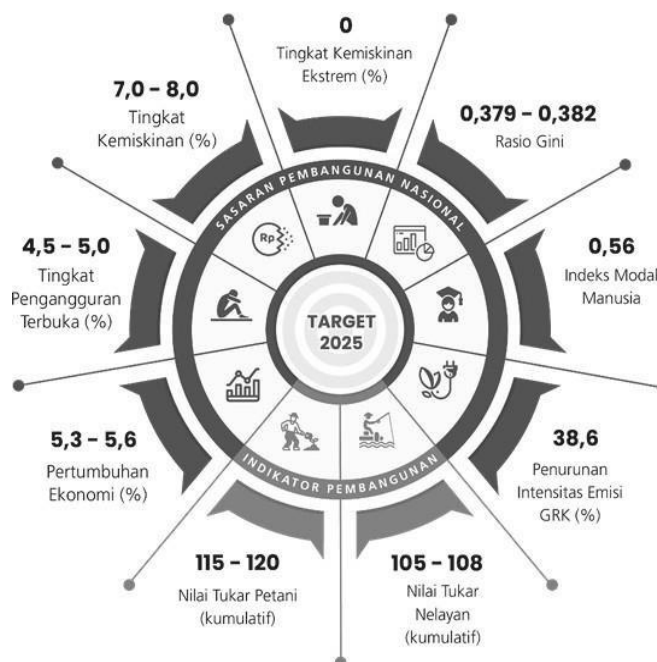 0
Tingkat Kemiskinan
Ekstrem (%)
0,379 – 0,382
Rasio Gini
0,56
Indeks Modal
Manusia
38,6
Penurunan
Intensitas Emisi
GRK (%)
105 – 108
Nilai Tukar
Nelayan
(kumulatif)
115 – 120
Nilai Tukar Petani
(kumulatif)
5,3 – 5,6
Pertumbuhan
Ekonomi (%)
4,5 – 5,0
Tingkat
Pengangguran
Terbuka (%)
7,0 – 8,0
Tingkat
Kemiskinan (%)
SASARAN PEMBANGUNAN NASIONAL
Rp
TARGET
2025
INDIKATOR PEMBANGUNAN